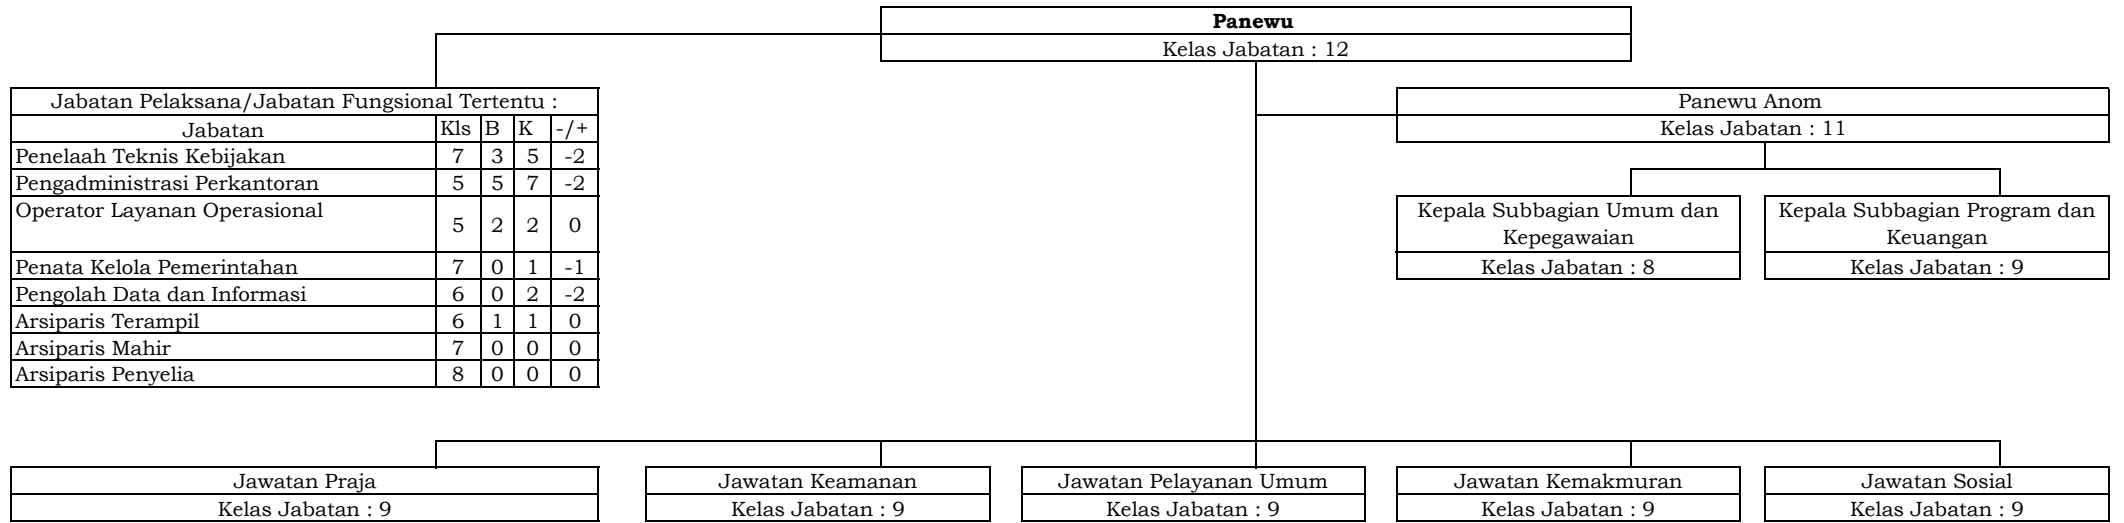 Panewu
Kelas Jabatan : 12
Jabatan Pelaksana/Jabatan Fungsional Tertentu :
Jabatan Kls B K -/+
Penelaah Teknis Kebijakan 7 3 5 -2
Pengadministrasi Perkantoran 5 5 7 -2
Operator Layanan Operasional 5 2 2 0
Penata Kelola Pemerintahan 7 0 1 -1
Pengolah Data dan Informasi 6 0 2 -2
Arsiparis Terampil 6 1 1 0
Arsiparis Mahir 7 0 0 0
Arsiparis Penyelia 8 0 0 0
Panewu Anom
Kelas Jabatan : 11
Kepala Subbagian Umum dan
Kepegawaian
Kelas Jabatan : 8
Kepala Subbagian Program dan
Keuangan
Kelas Jabatan : 9
Jawatan Praja
Kelas Jabatan : 9
Jawatan Keamanan
Kelas Jabatan : 9
Jawatan Pelayanan Umum
Kelas Jabatan : 9
Jawatan Kemakmuran
Kelas Jabatan : 9
Jawatan Sosial
Kelas Jabatan : 9